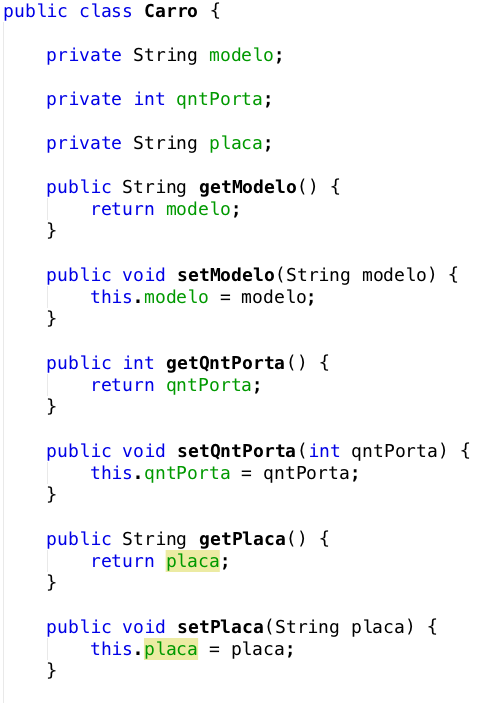 public class Carro {
private String modelo;
private int qntPorta;
private String placa;
public String getModelo() {
return modelo;
}
public void setModelo(String modelo) {
this.modelo = modelo;
}
public int getQntPorta() {
return qntPorta;
}
public void setQntPorta(int qntPorta) {
this.qntPorta = qntPorta;
}
public String getPlaca() {
return placa;
}
public void setPlaca(String placa) {
this.placa = placa;
}